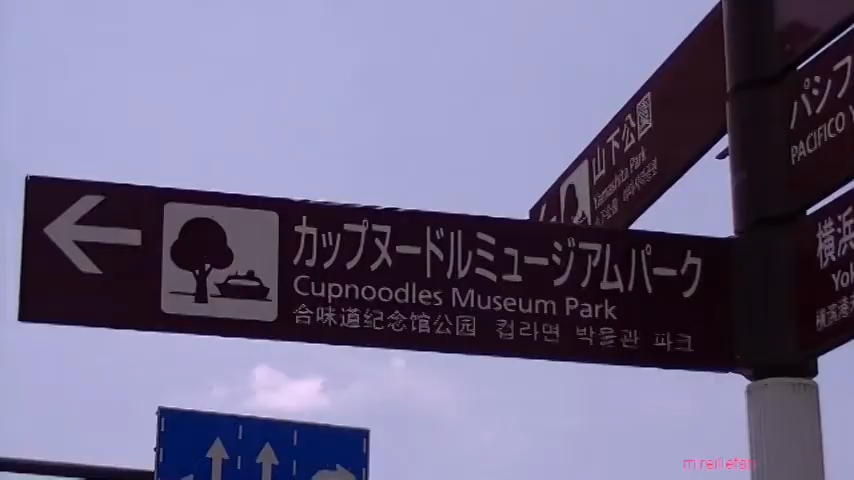 カップヌードルミュージアムパーク
Cupnoodles Museum Park
合味道纪念馆公园 컵라면 박물관 파크
山下公園
Yamashita Park
パシフ
PACIFICO Y
横浜
Yo